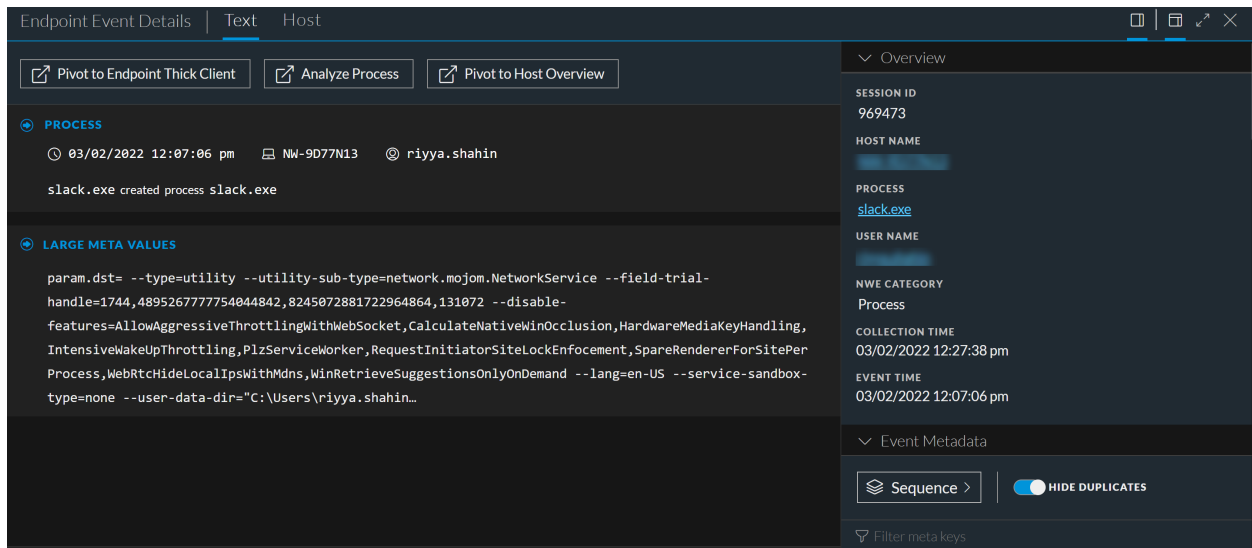 Endpoint Event Details Text Host
Pivot to Endpoint Thick Client Analyze Process Pivot to Host Overview
PROCESS
03/02/2022 12:07:06 pm NW-9D77N13 riyya.shahin
slack.exe created process slack.exe
LARGE META VALUES
param.dst= --type=utility --utility-sub-type=network.mojom.NetworkService --field-trial-
handle=1744,4895267777754044842,8245072881722964864,131072 --disable-
features=AllowAggressiveThrottlingWithWebSocket,CalculateNativeWinOcclusion,HardwareMediaKeyHandling,
IntensiveWakeUpThrottling,PlzServiceWorker,RequestInitiatorSiteLockEnfocement,SpareRendererForSitePer
Process,WebRtcHideLocalIpsWithMdns,WinRetrieveSuggestionsOnlyOnDemand --lang=en-US --service-sandbox-
type=none --user-data-dir="C:\Users\riyya.shahin…
Overview
SESSION ID
969473
HOST NAME
PROCESS
slack.exe
USER NAME
NWE CATEGORY
Process
COLLECTION TIME
03/02/2022 12:27:38 pm
EVENT TIME
03/02/2022 12:07:06 pm
Event Metadata
Sequence HIDE DUPLICATES
Filter meta keys